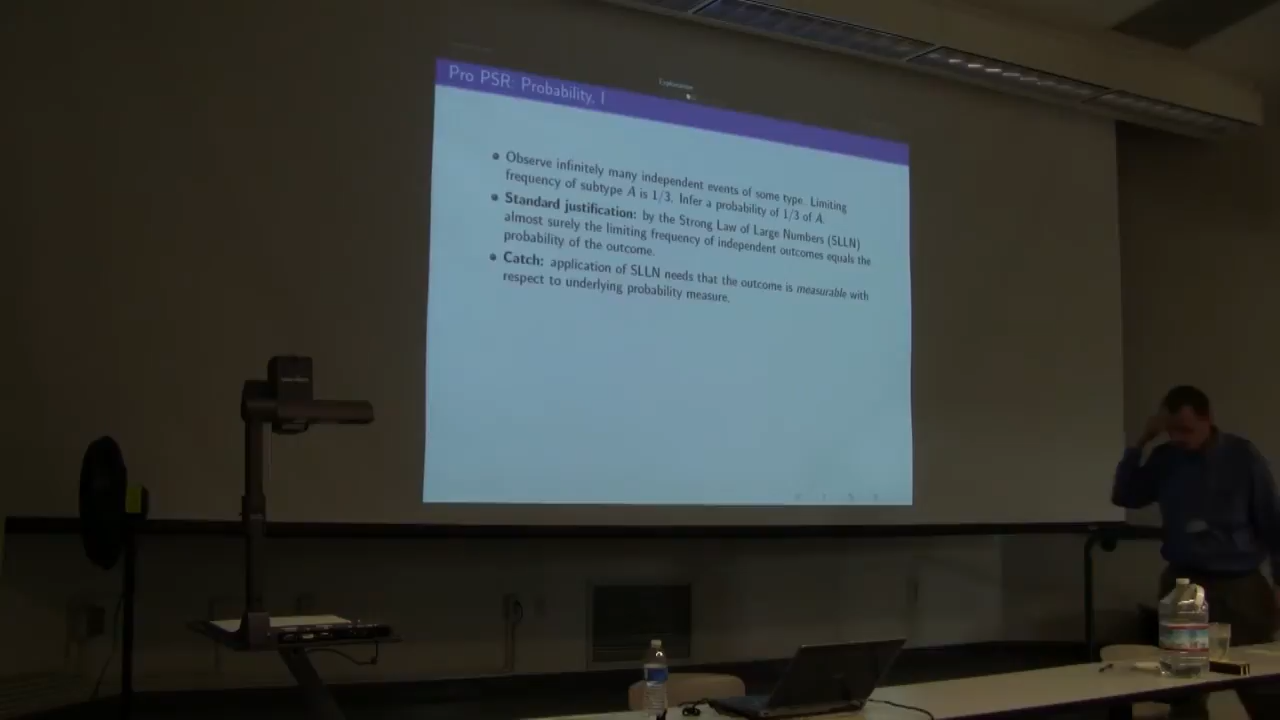 Explanation
Pro PSR: Probability, I
Observe infinitely many independent events of some type. Limiting
frequency of subtype A is 1/3. Infer a probability of 1/3 of A.
Standard justification: by the Strong Law of Large Numbers (SLLN)
almost surely the limiting frequency of independent outcomes equals the
probability of the outcome.
Catch: application of SLLN needs that the outcome is measurable with
respect to underlying probability measure.